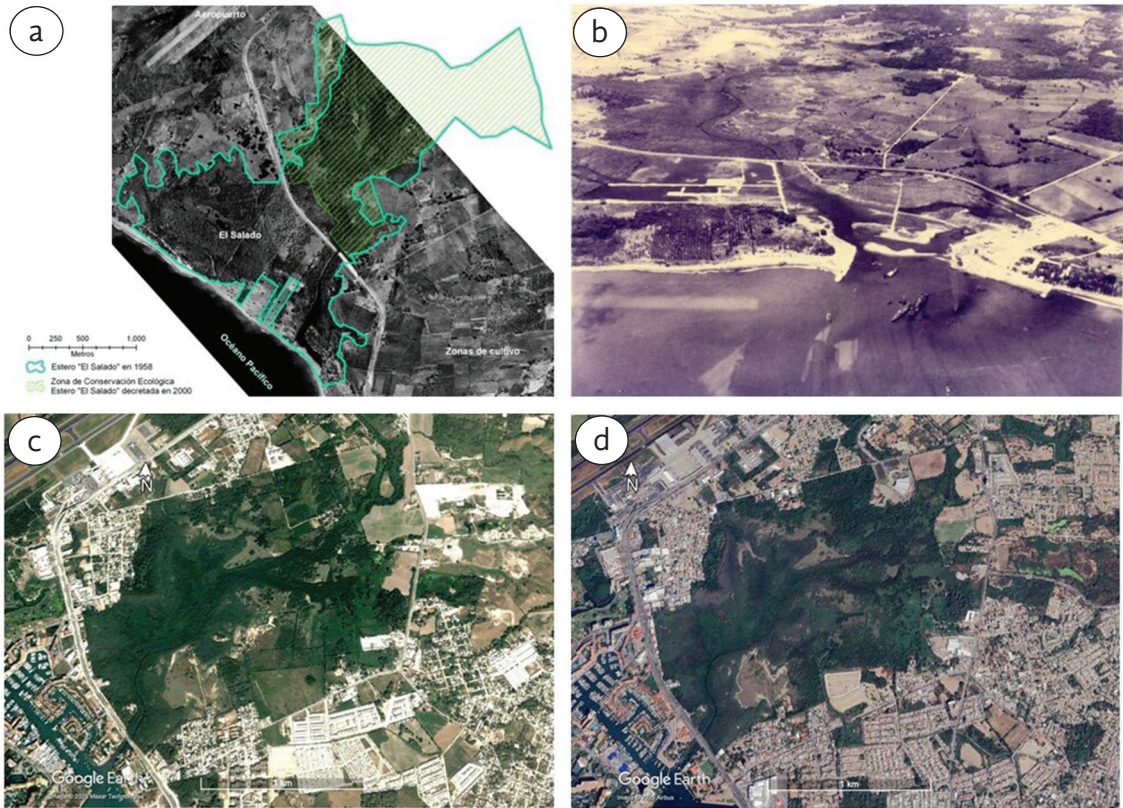 a
Aeropuerto
El Salado
Océano Pacífico
Zonas de cultivo
0 250 500 1,000
Metros
Estero "El Salado" en 1958
Zona de Conservación Ecológica
Estero "El Salado" decretada en 2000
b
c
N
Google Earth
1 km
d
N
Google Earth
1 km